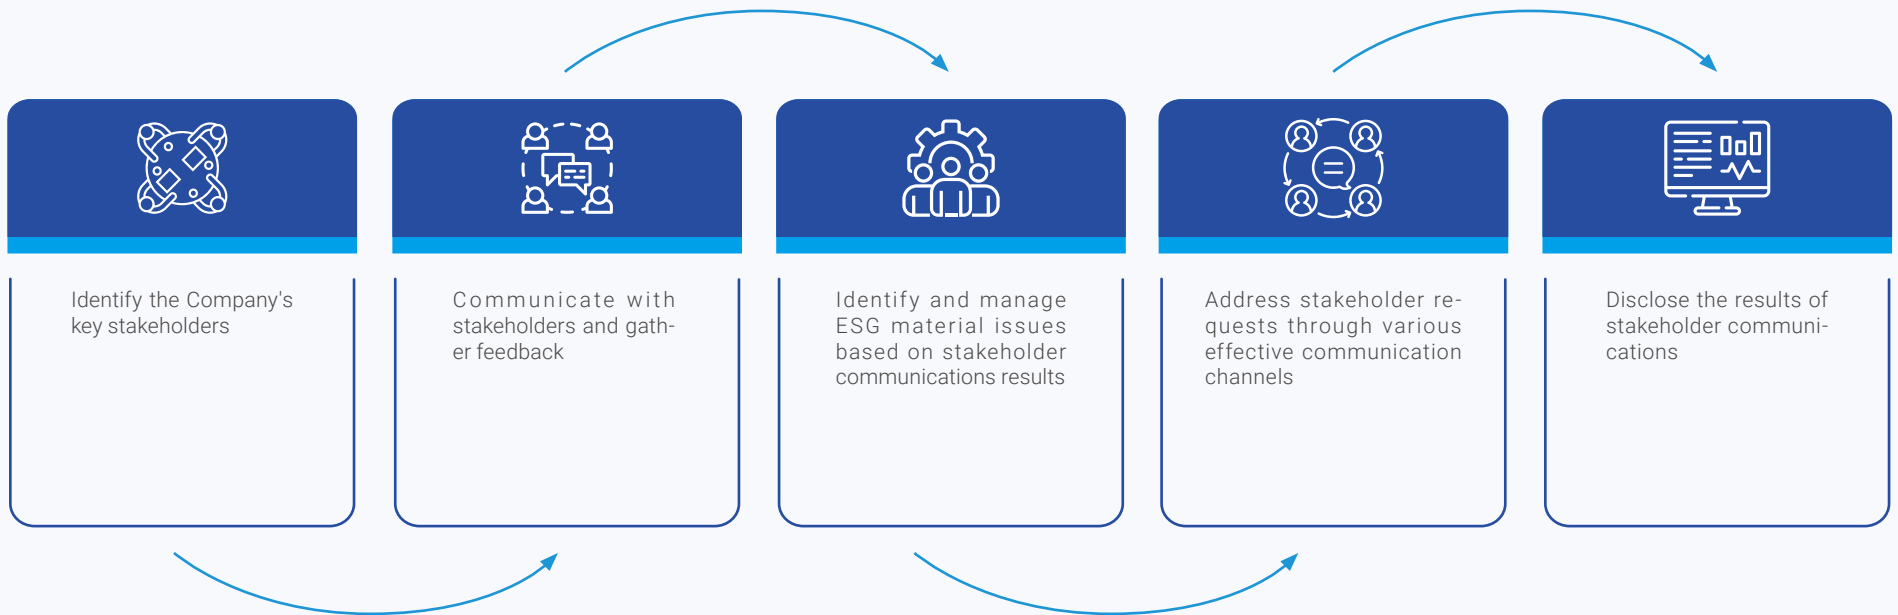 Identify the Company's
key stakeholders
Communicate with
stakeholders and gath-
er feedback
Identify and manage
ESG material issues
based on stakeholder
communications results
Address stakeholder re-
quests through various
effective communication
channels
Disclose the results of
stakeholder communi-
cations